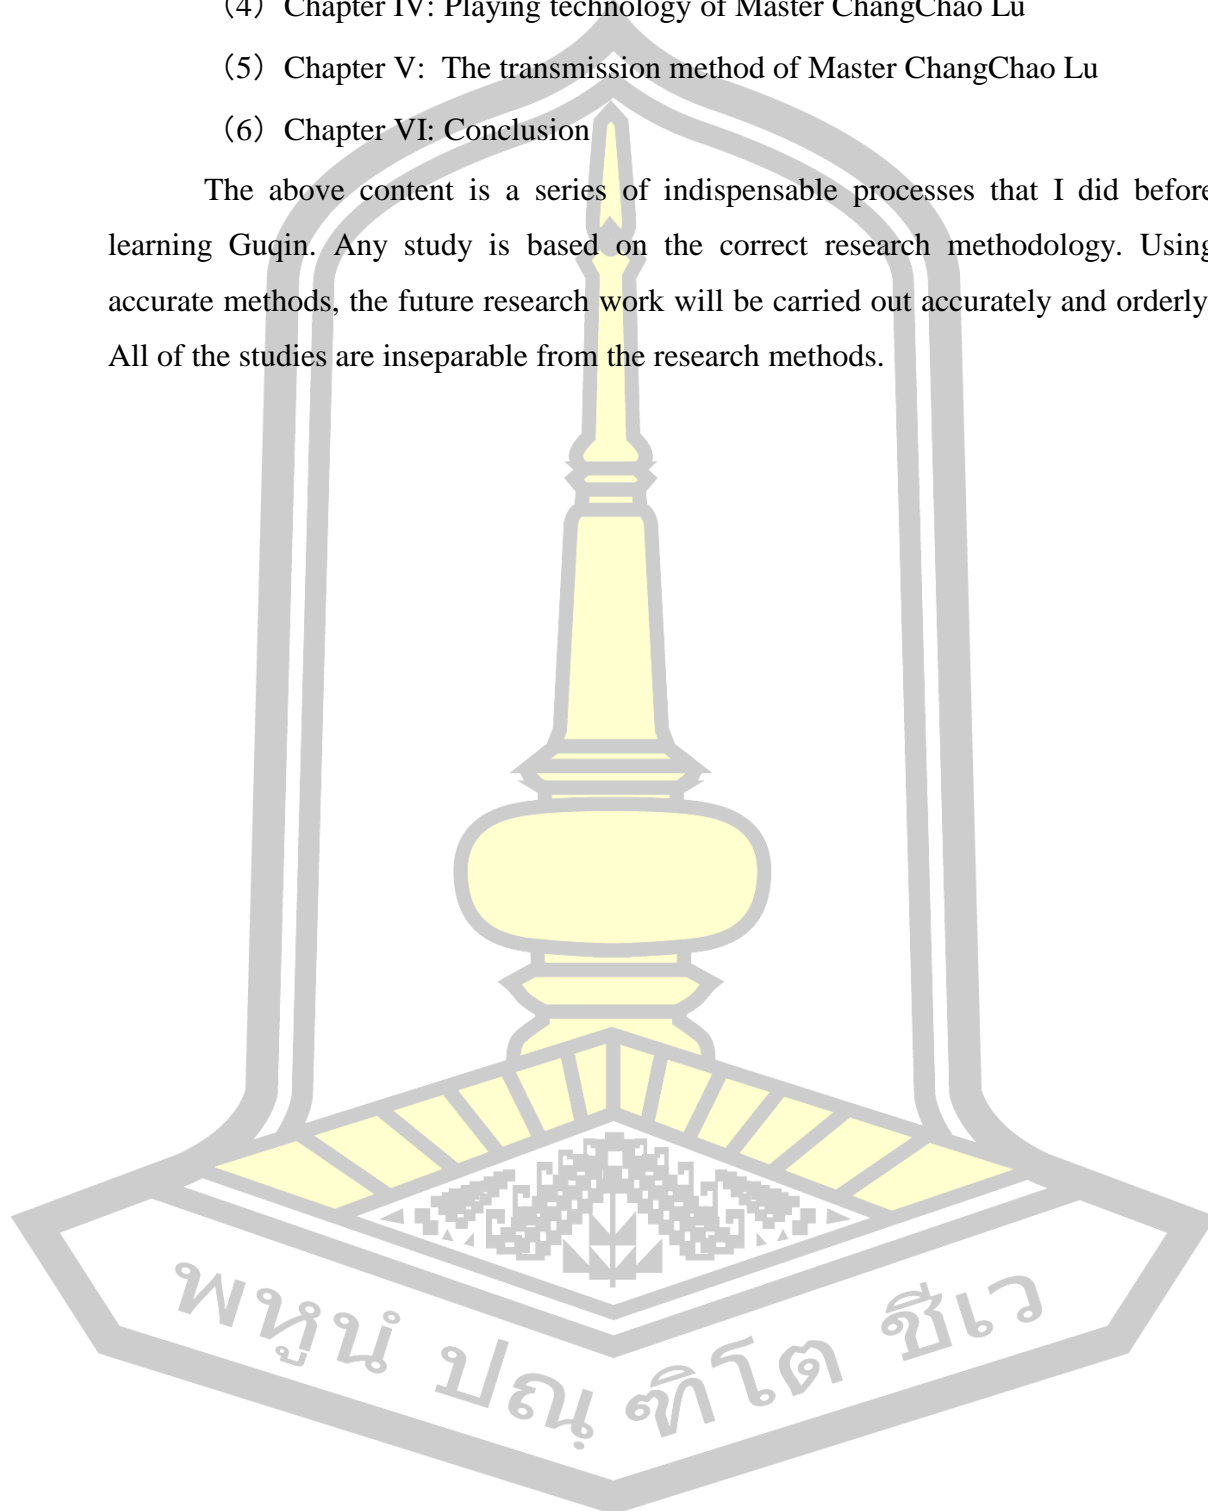 （4）Chapter IV: Playing technology of Master ChangChao Lu
（5）Chapter V:  The transmission method of Master ChangChao Lu
（6）Chapter VI: Conclusion
The above content is a series of indispensable processes that I did before
learning Guqin. Any study is based on the correct research methodology. Using
accurate methods, the future research work will be carried out accurately and orderly
All of the studies are inseparable from the research methods.
พหูนํ ปณฺฑิโต ชีเว